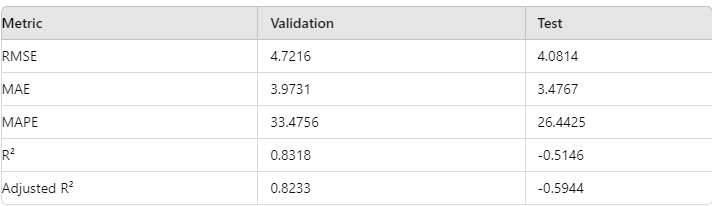 Metric Validation Test
RMSE 4.7216 4.0814
MAE 3.9731 3.4767
MAPE 33.4756 26.4425
R² 0.8318 -0.5146
Adjusted R² 0.8233 -0.5944